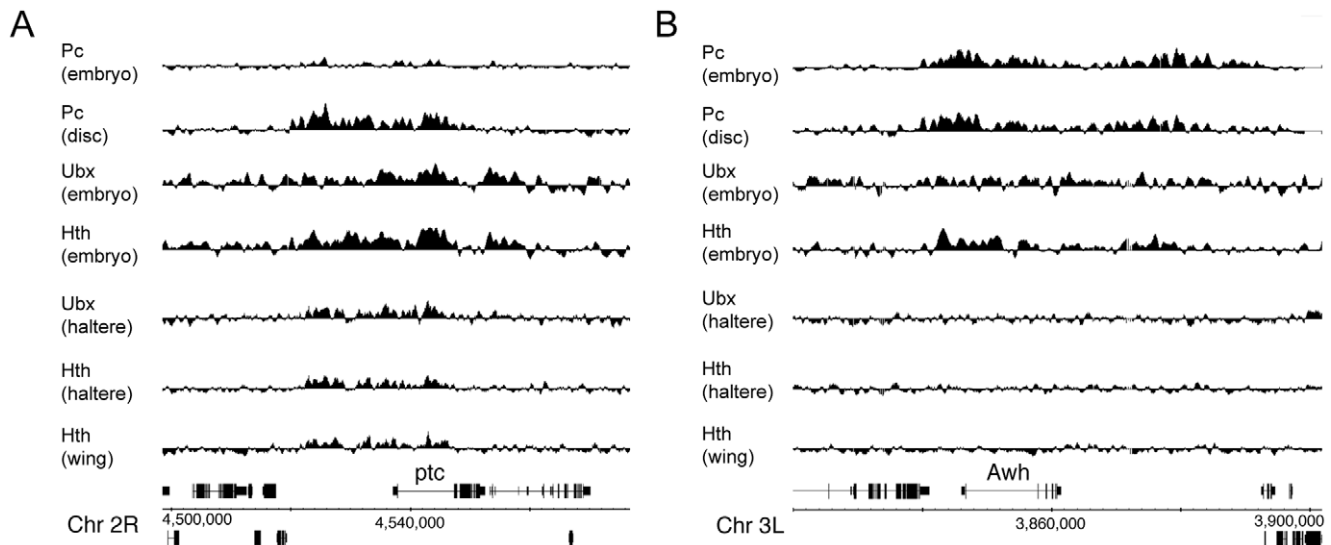 A
Pc
(embryo)
Pc
(disc)
Ubx
(embryo)
Hth
(embryo)
Ubx
(haltere)
Hth
(haltere)
Hth
(wing)
ptc
Chr 2R
4,500,000
4,540,000
B
Pc
(embryo)
Pc
(disc)
Ubx
(embryo)
Hth
(embryo)
Ubx
(haltere)
Hth
(haltere)
Hth
(wing)
Awh
Chr 3L
3,860,000
3,900,000